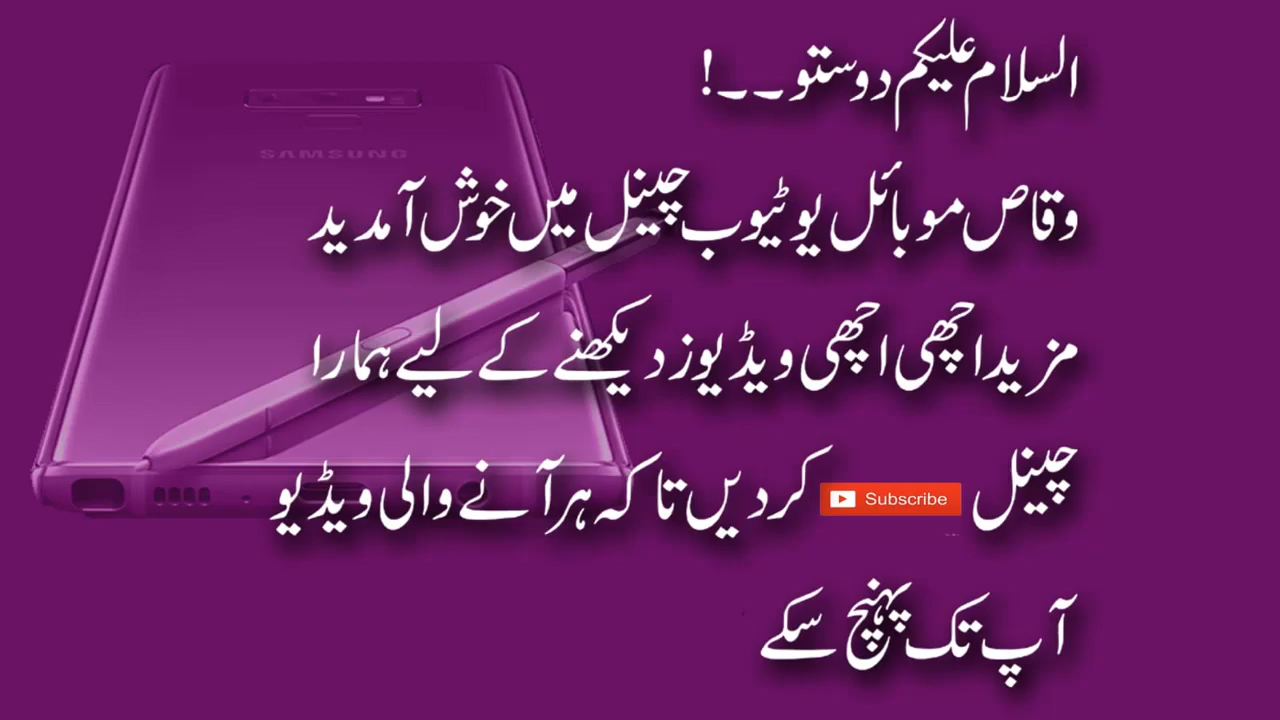 السلام علیکم دوستو ۔۔!
SAMSUNG
وقاص موبائل یوٹیوب چینل میں خوش آمدید
مزید اچھی اچھی ویڈیوز دیکھنے کے لیے ہمارا
چینل Subscribe کردیں تاکہ ہر آنے والی ویڈیو
آپ تک پہنچ سکے